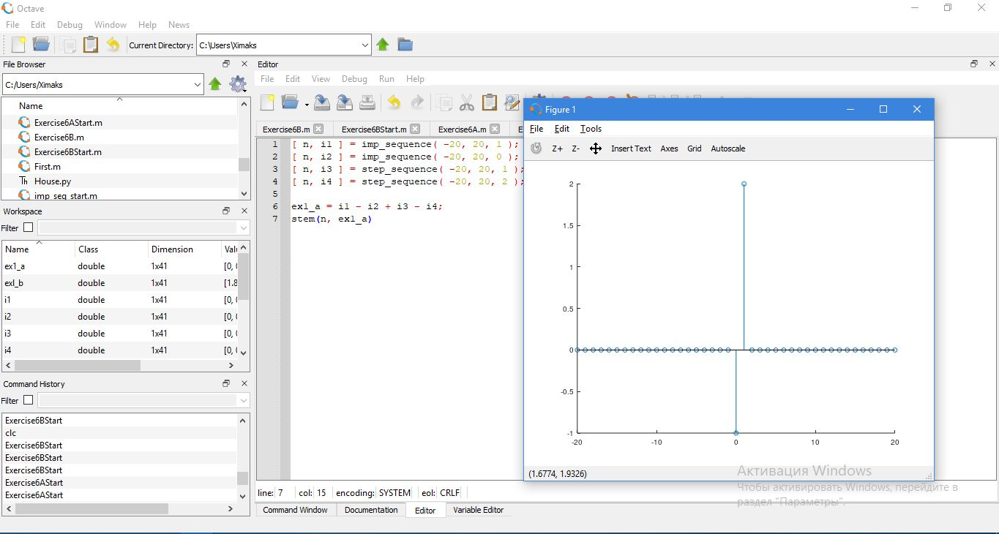 Octave
File Edit Debug Window Help News
Current Directory: C:\Users\Ximaks
File Browser
C:/Users/Ximaks
Name
Exercise6AStart.m
Exercise6B.m
Exercise6BStart.m
First.m
House.py
imp_seq_start.m
Workspace
Filter
Name Class Dimension
ex1_a double 1x41 [0,
exl_b double 1x41 [1.8
i1 double 1x41 [0,
i2 double 1x41 [0,
i3 double 1x41 [0,
i4 double 1x41 [0,
Command History
Filter
Exercise6BStart
clc
Exercise6BStart
Exercise6BStart
Exercise6BStart
Exercise6AStart
Exercise6AStart
Editor
File Edit View Debug Run Help
Exercise6B.m Exercise6BStart.m Exercise6A.m E
1 [ n, i1 ] = imp_sequence( -20, 20, 1 );
2 [ n, i2 ] = imp_sequence( -20, 20, 0 );
3 [ n, i3 ] = step_sequence( -20, 20, 1 );
4 [ n, i4 ] = step_sequence( -20, 20, 2 );
5
6 ex1_a = i1 - i2 + i3 - i4;
7 stem(n, ex1_a)
line: 7 col: 15 encoding: SYSTEM eol: CRLF
Command Window Documentation Editor Variable Editor
Figure 1
File Edit Tools
Z+ Z- Insert Text Axes Grid Autoscale
2
1.5
1
0.5
0
-0.5
-1
-20 -10 0 10 20
(1.6774, 1.9326)
Активация Windows
Чтобы активировать Windows, перейдите в
раздел "Параметры".